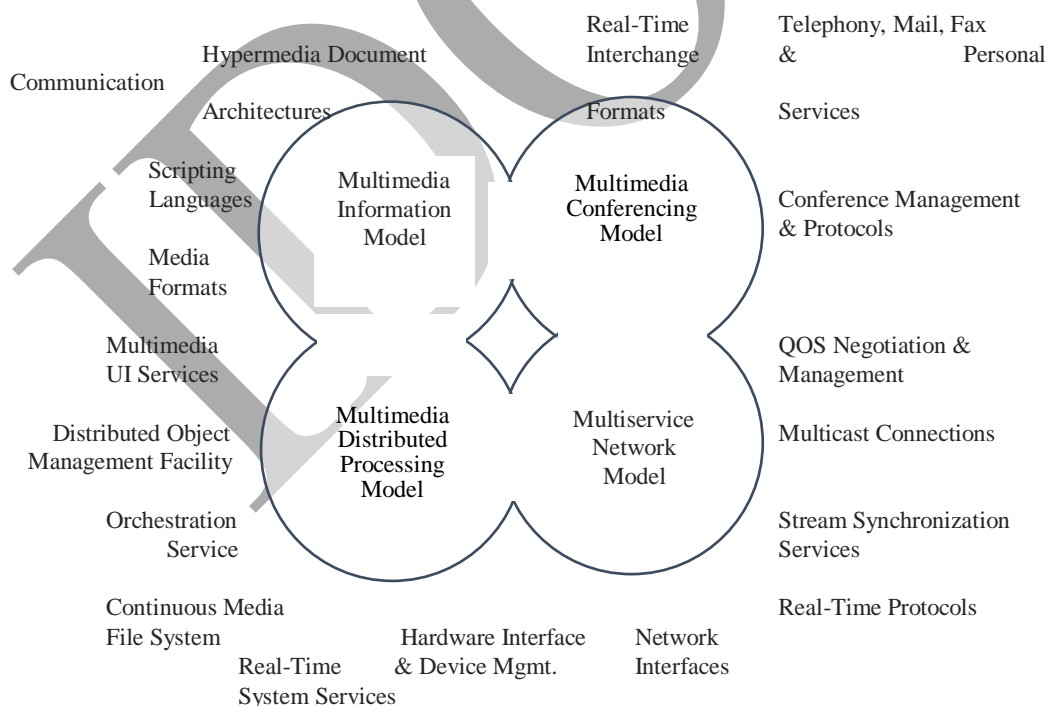 Real-Time
Interchange
Formats
Telephony, Mail, Fax
& Personal
Services
Hypermedia Document
Architectures
Communication
Scripting
Languages
Multimedia
Information
Model
Multimedia
Conferencing
Model
Conference Management
& Protocols
Media
Formats
Multimedia
UI Services
QOS Negotiation &
Management
Distributed Object
Management Facility
Multimedia
Distributed
Processing
Model
Multiservice
Network
Model
Multicast Connections
Orchestration
Service
Stream Synchronization
Services
Continuous Media
File System
Real-Time Protocols
Real-Time
System Services
Hardware Interface
& Device Mgmt.
Network
Interfaces